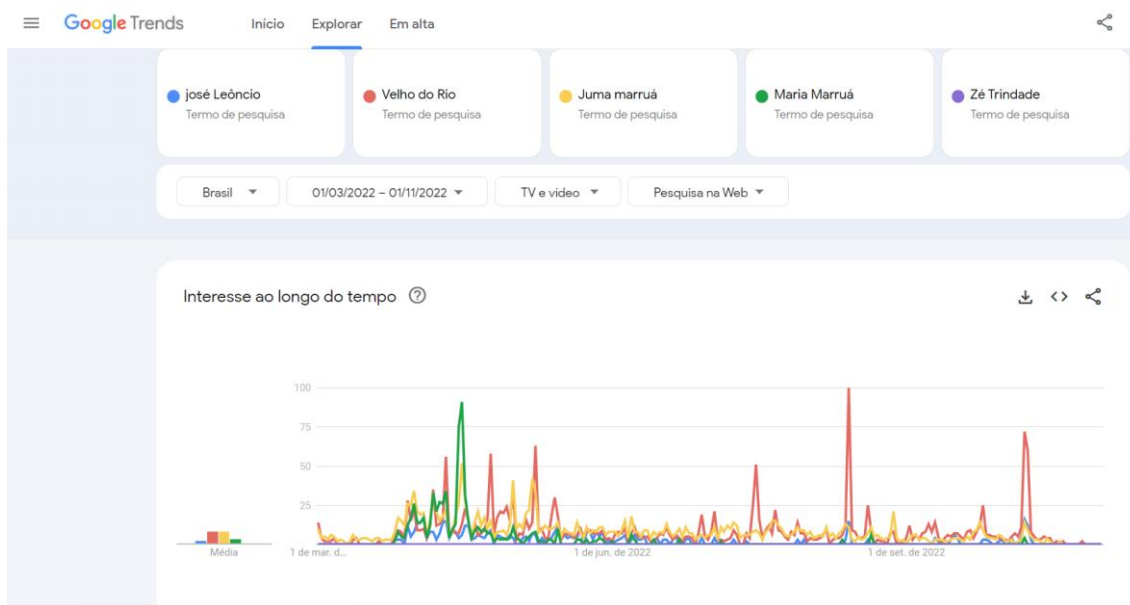 Google Trends
Início
Explorar
Em alta
josé Leôncio
Termo de pesquisa
Velho do Rio
Termo de pesquisa
Juma marruá
Termo de pesquisa
Maria Marruá
Termo de pesquisa
Zé Trindade
Termo de pesquisa
Brasil
01/03/2022 – 01/11/2022
TV e vídeo
Pesquisa na Web
Interesse ao longo do tempo
100
75
50
25
Média
1 de mar. d...
1 de jun. de 2022
1 de set. de 2022